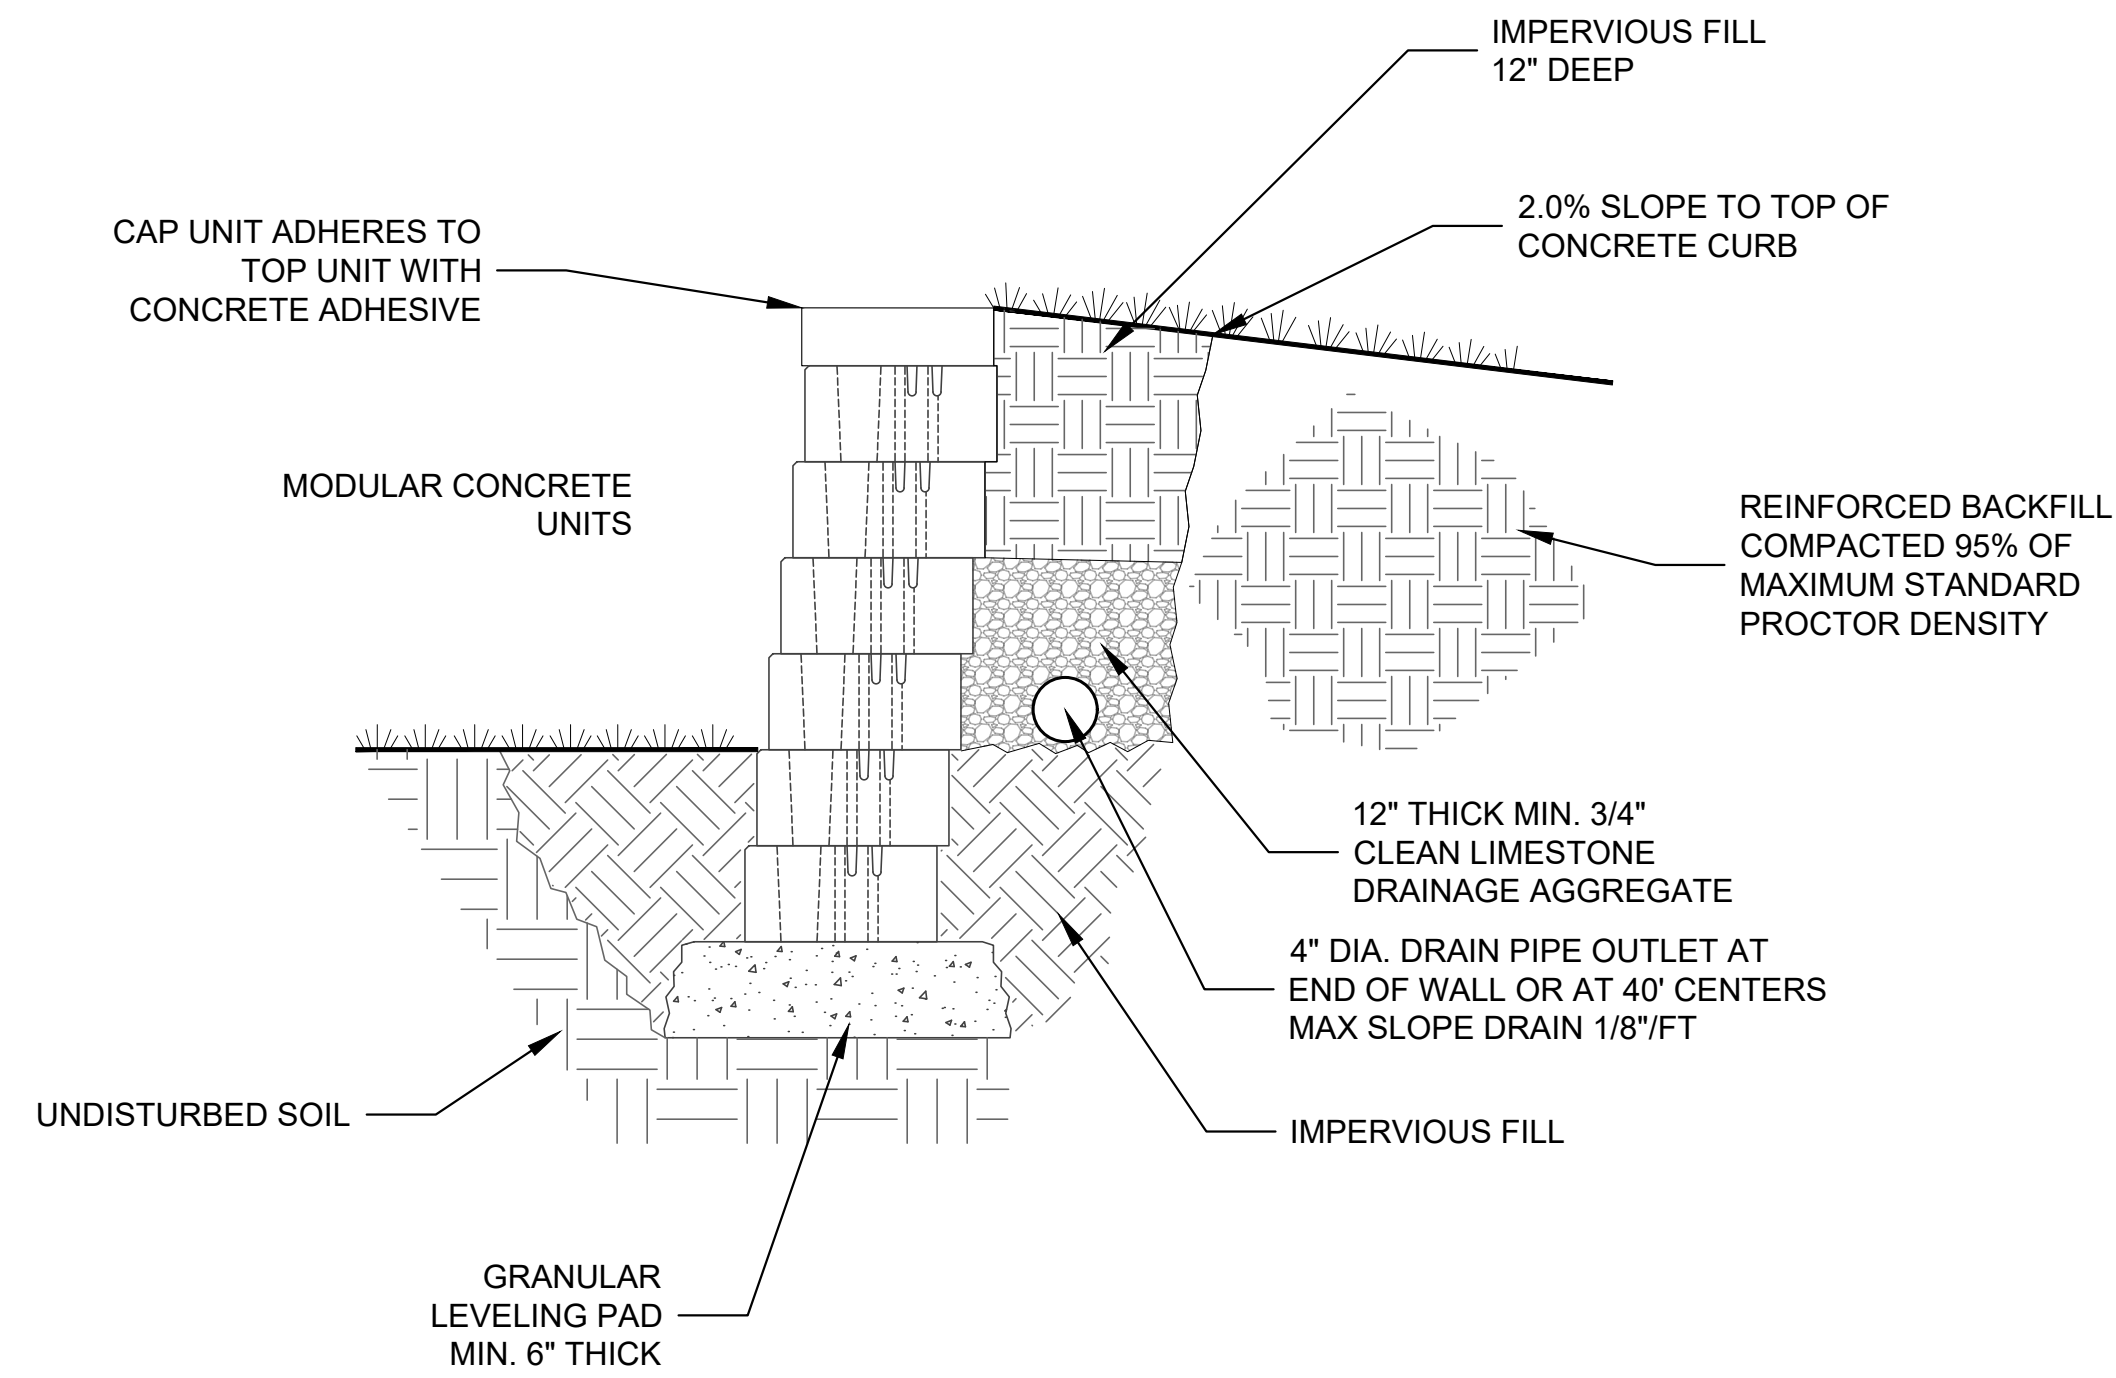 IMPERVIOUS FILL
12" DEEP
2.0% SLOPE TO TOP OF
CONCRETE CURB
CAP UNIT ADHERES TO
TOP UNIT WITH
CONCRETE ADHESIVE
MODULAR CONCRETE
UNITS
REINFORCED BACKFILL
COMPACTED 95% OF
MAXIMUM STANDARD
PROCTOR DENSITY
12" THICK MIN. 3/4"
CLEAN LIMESTONE
DRAINAGE AGGREGATE
4" DIA. DRAIN PIPE OUTLET AT
END OF WALL OR AT 40' CENTERS
MAX SLOPE DRAIN 1/8"/FT
UNDISTURBED SOIL
IMPERVIOUS FILL
GRANULAR
LEVELING PAD
MIN. 6" THICK